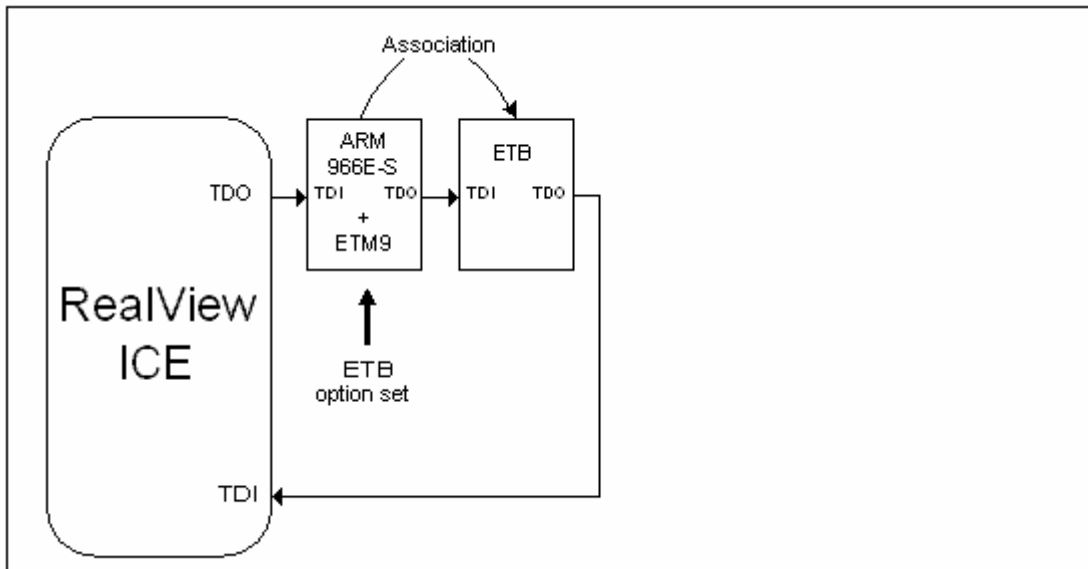 Association
ARM
966E-S
TDI TDO
+
ETM9
ETB
TDI TDO
TDO
RealView
ICE
TDI
ETB
option set